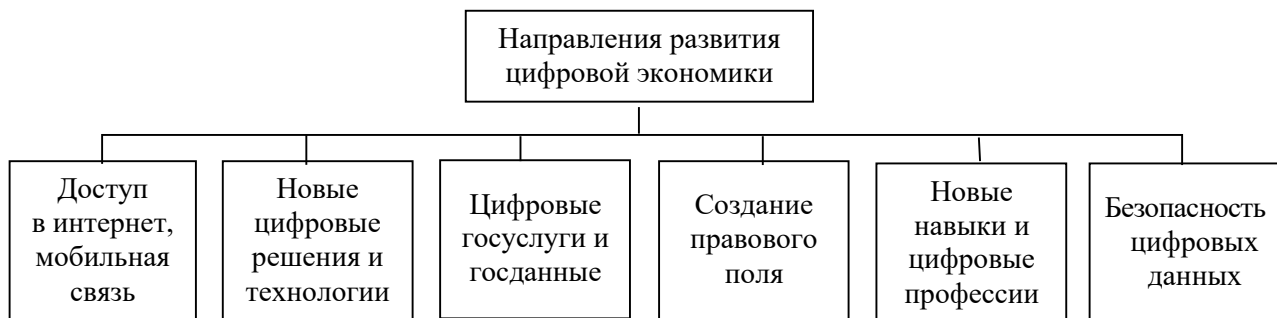 Направления развития
цифровой экономики
Доступ
в интернет,
мобильная
связь
Новые
цифровые
решения и
технологии
Цифровые
госуслуги и
госданные
Создание
правового
поля
Новые
навыки и
цифровые
профессии
Безопасность
цифровых
данных